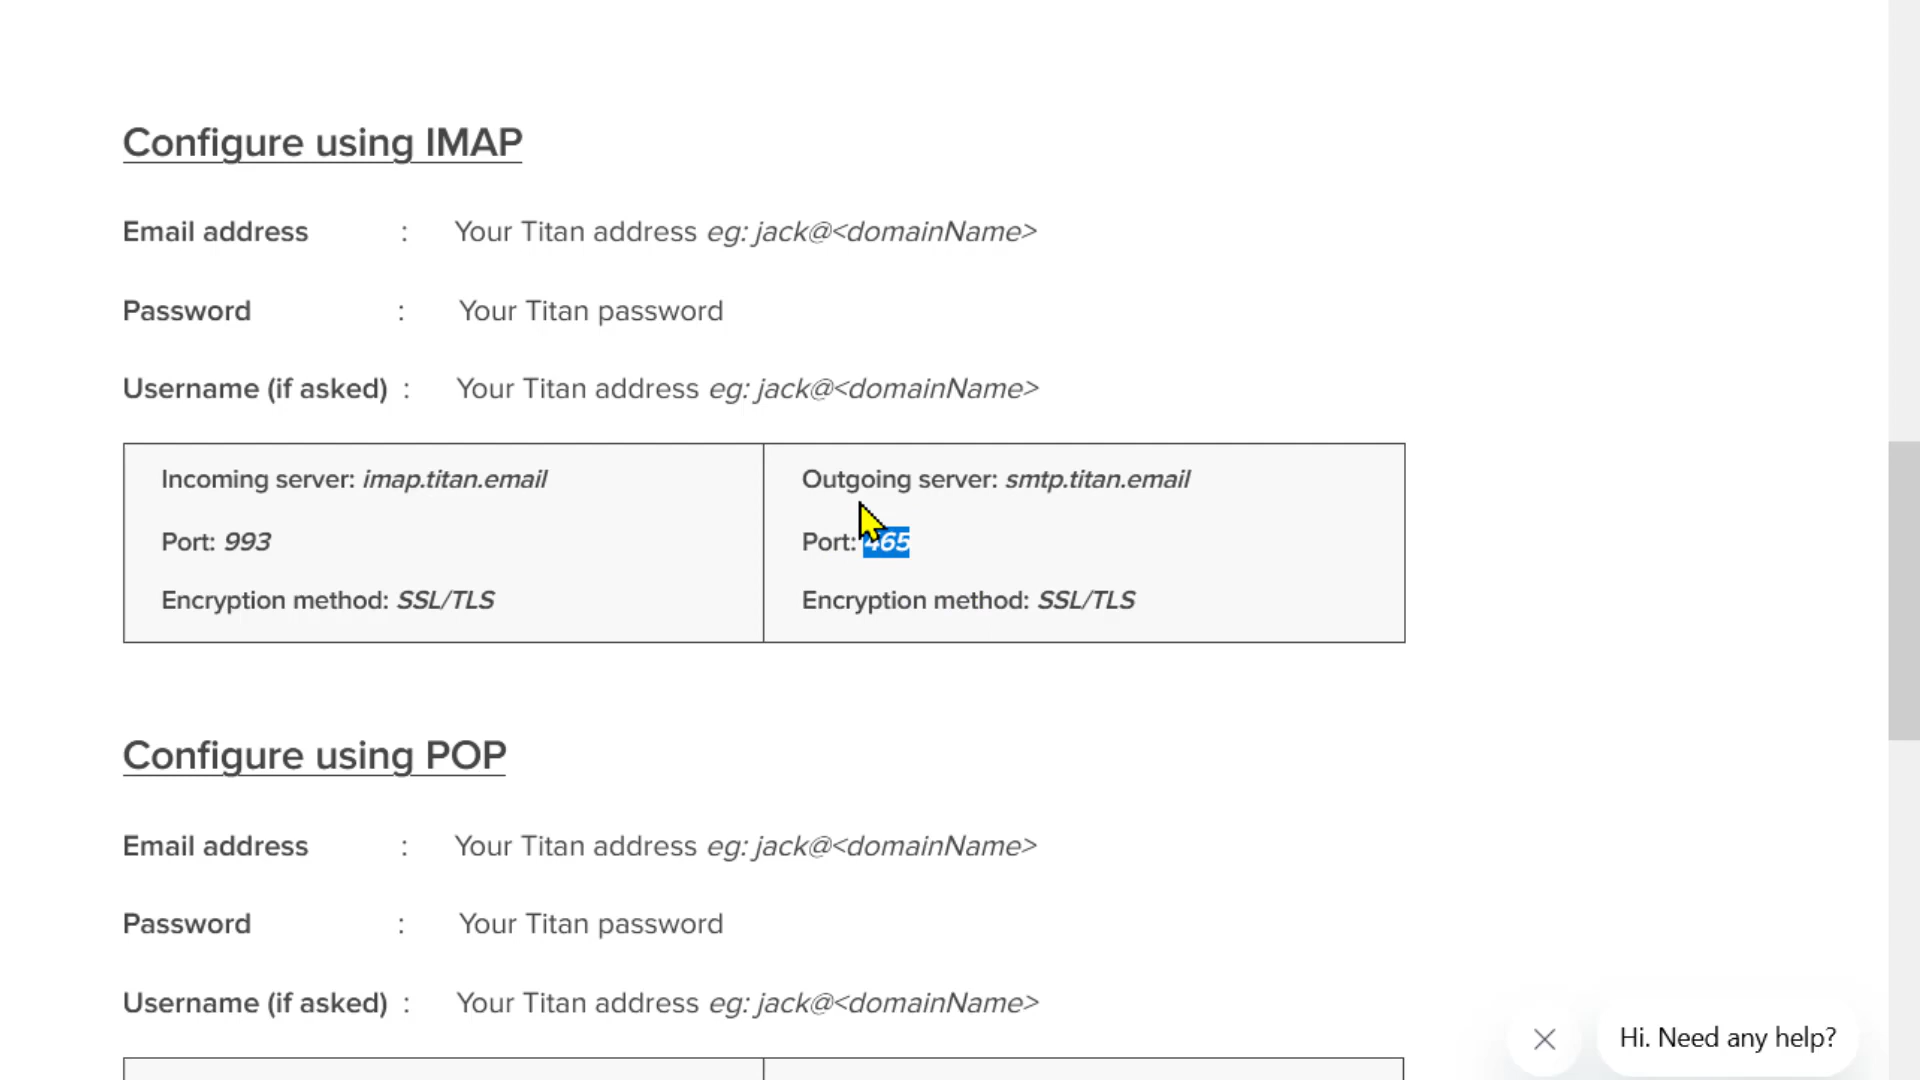 Configure using IMAP
Email address : Your Titan address eg: jack@<domainName>
Password : Your Titan password
Username (if asked) : Your Titan address eg: jack@<domainName>
Incoming server: imap.titan.email
Port: 993
Encryption method: SSL/TLS
Outgoing server: smtp.titan.email
Port: 465
Encryption method: SSL/TLS
Configure using POP
Email address : Your Titan address eg: jack@<domainName>
Password : Your Titan password
Username (if asked) : Your Titan address eg: jack@<domainName>
Hi. Need any help?